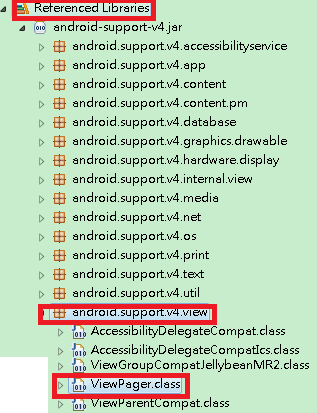 Referenced Libraries
android-support-v4.jar
android.support.v4.accessibilityservice
android.support.v4.app
android.support.v4.content
android.support.v4.content.pm
android.support.v4.database
android.support.v4.graphics.drawable
android.support.v4.hardware.display
android.support.v4.internal.view
android.support.v4.media
android.support.v4.net
android.support.v4.os
android.support.v4.print
android.support.v4.text
android.support.v4.util
android.support.v4.view
AccessibilityDelegateCompat.class
AccessibilityDelegateCompatIcs.class
ViewGroupCompatJellybeanMR2.class
ViewPager.class
ViewParentCompat.class